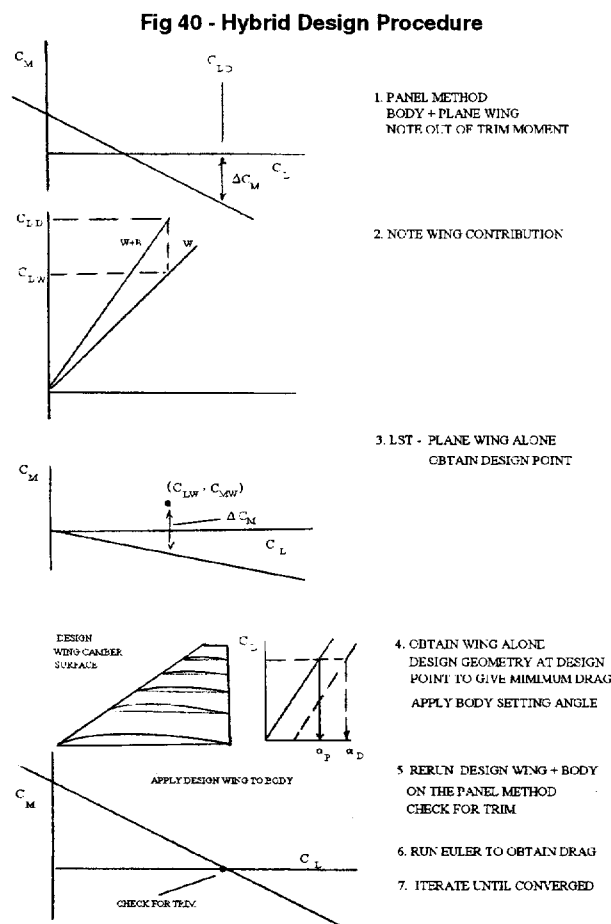 Fig 40 - Hybrid Design Procedure
C_M
C_LD
C_L
ΔC_M
1. PANEL METHOD
BODY + PLANE WING
NOTE OUT OF TRIM MOMENT
C_LD
W+B
W
C_LW
2. NOTE WING CONTRIBUTION
3. LST - PLANE WING ALONE
OBTAIN DESIGN POINT
C_M
(C_LW , C_MW)
ΔC_M
C_L
DESIGN
WING CAMBER
SURFACE
C_L
α_P
α_D
4. OBTAIN WING ALONE
DESIGN GEOMETRY AT DESIGN
POINT TO GIVE MIMIMUM DRAG
APPLY BODY SETTING ANGLE
APPLY DESIGN WING TO BODY
C_M
C_L
CHECK FOR TRIM.
5 RERUN DESIGN WING + BODY
ON THE PANEL METHOD
CHECK FOR TRIM
6. RUN EULER TO OBTAIN DRAG
7. ITERATE UNTIL CONVERGED